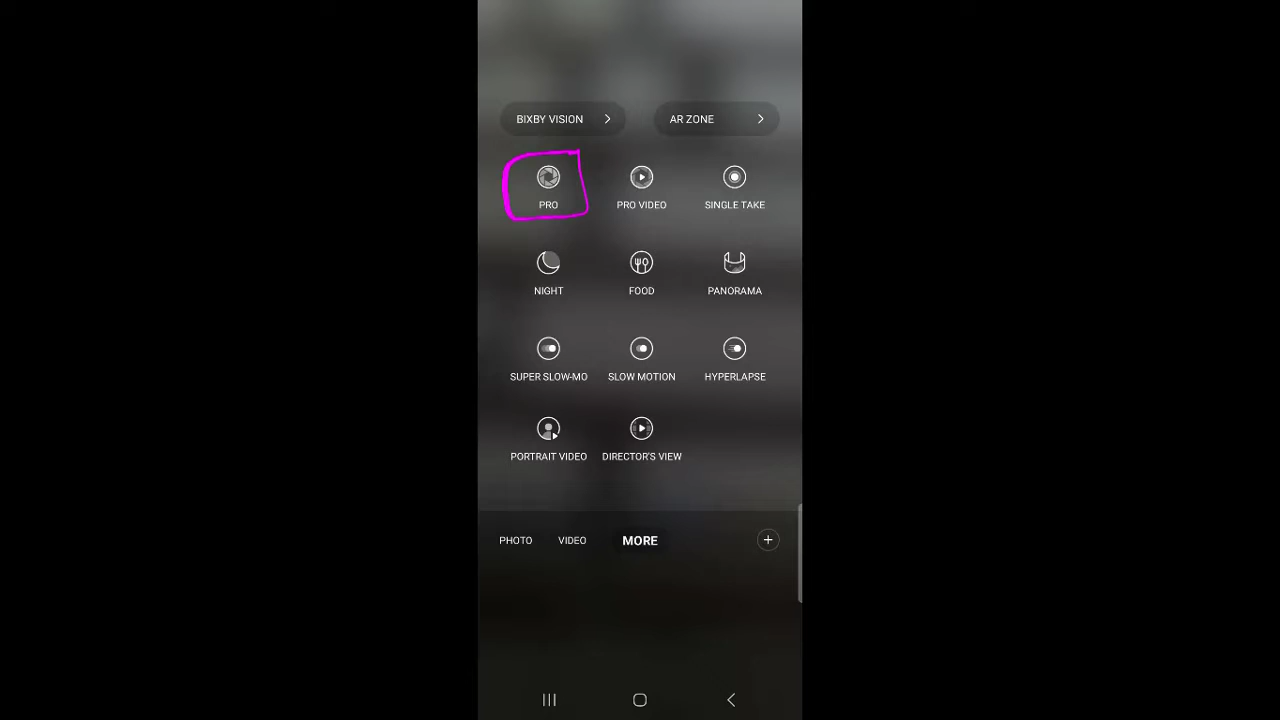 BIXBY VISION
AR ZONE
PRO
PRO VIDEO
SINGLE TAKE
NIGHT
FOOD
PANORAMA
SUPER SLOW-MO
SLOW MOTION
HYPERLAPSE
PORTRAIT VIDEO
DIRECTOR'S VIEW
PHOTO
VIDEO
MORE